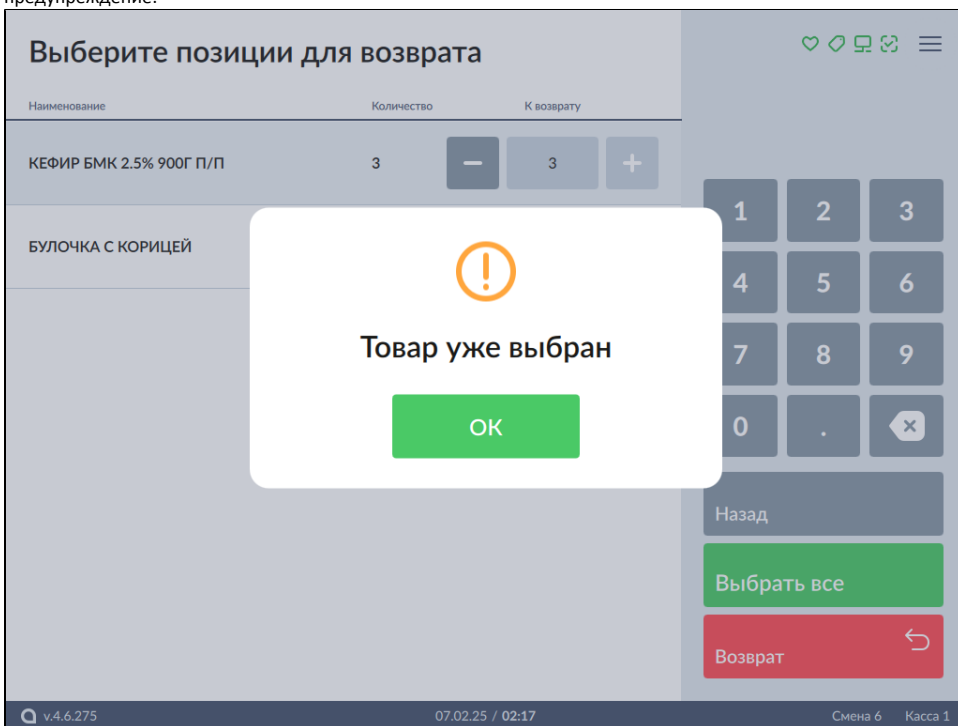 предупреждение:
Выберите позиции для возврата
Наименование Количество К возврату
КЕФИР БМК 2.5% 900Г П/П 3 − 3 +
БУЛОЧКА С КОРИЦЕЙ
Товар уже выбран
ОК
1 2 3
4 5 6
7 8 9
0 .
Назад
Выбрать все
Возврат
v.4.6.275 07.02.25 / 02:17 Смена 6 Касса 1